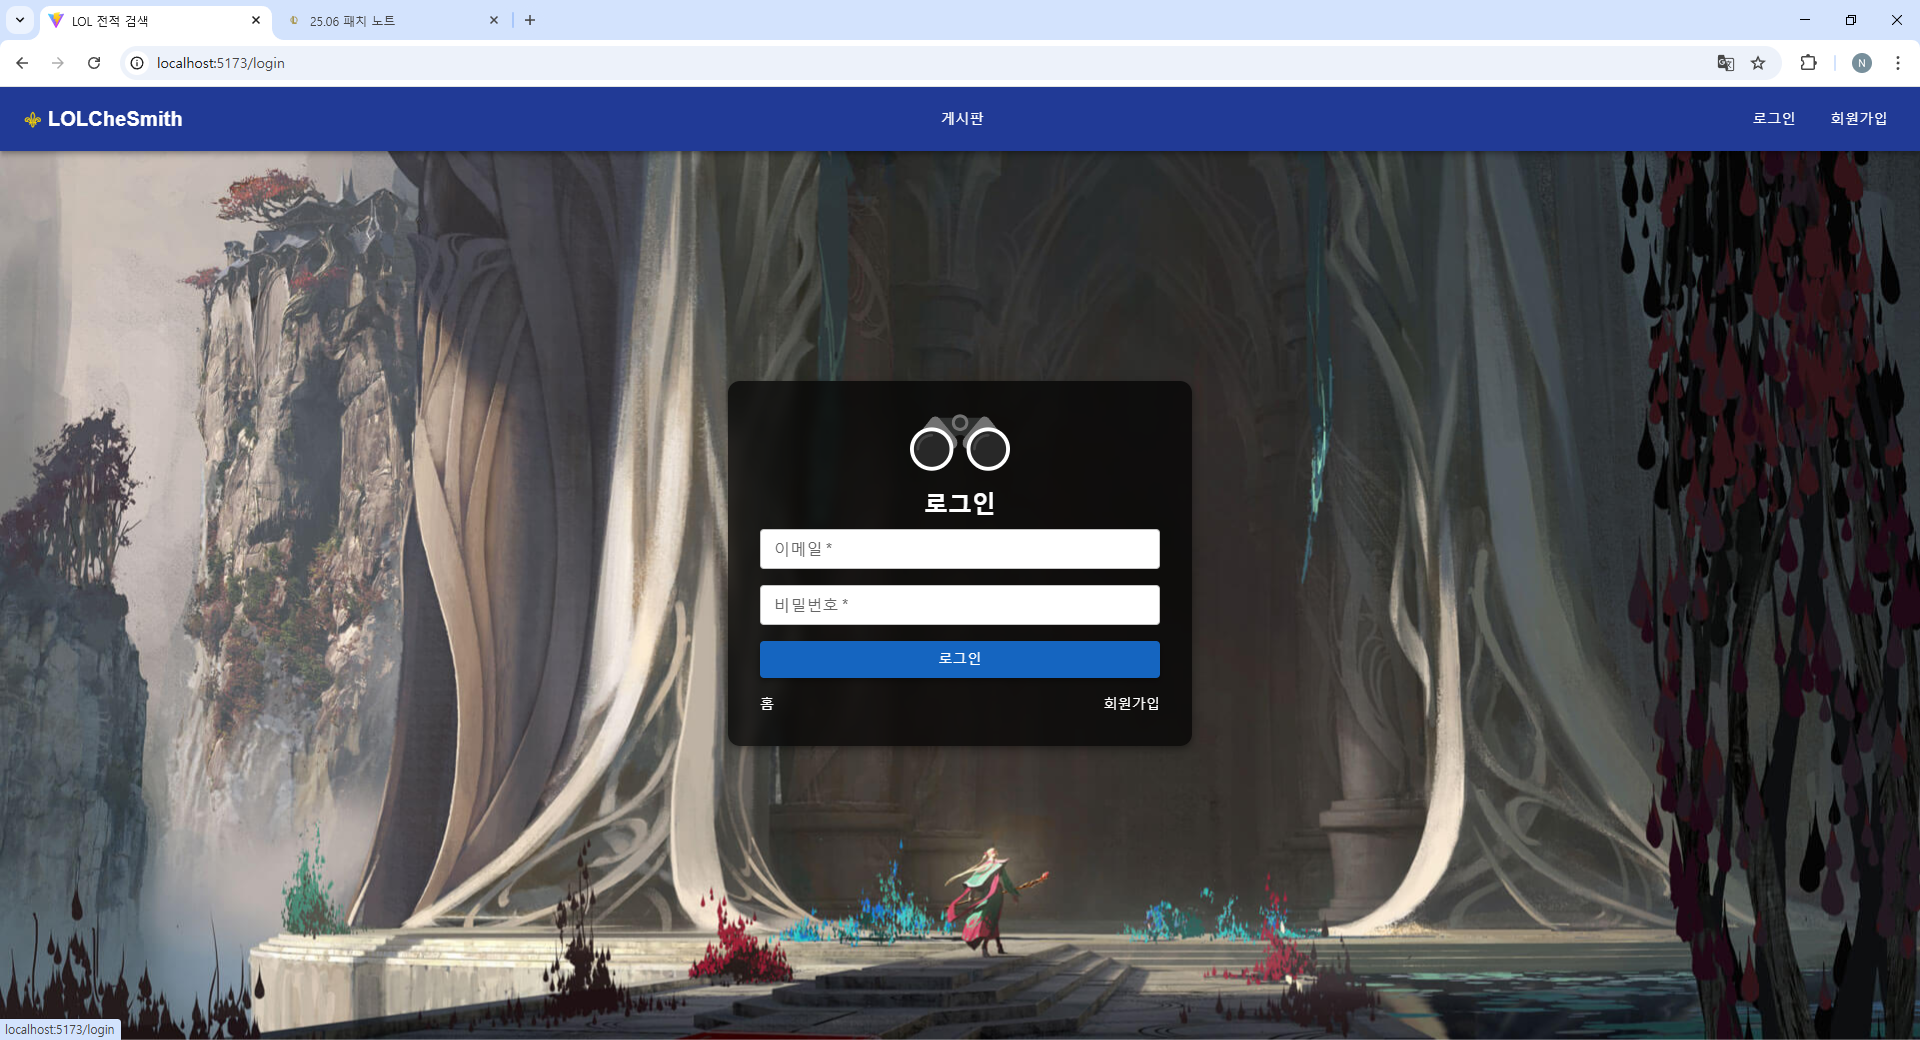 LOL 전적 검색
25.06 패치 노트
localhost:5173/login
N
LOLCheSmith
게시판
로그인
회원가입
로그인
이메일 *
비밀번호 *
로그인
홈
회원가입
localhost:5173/login